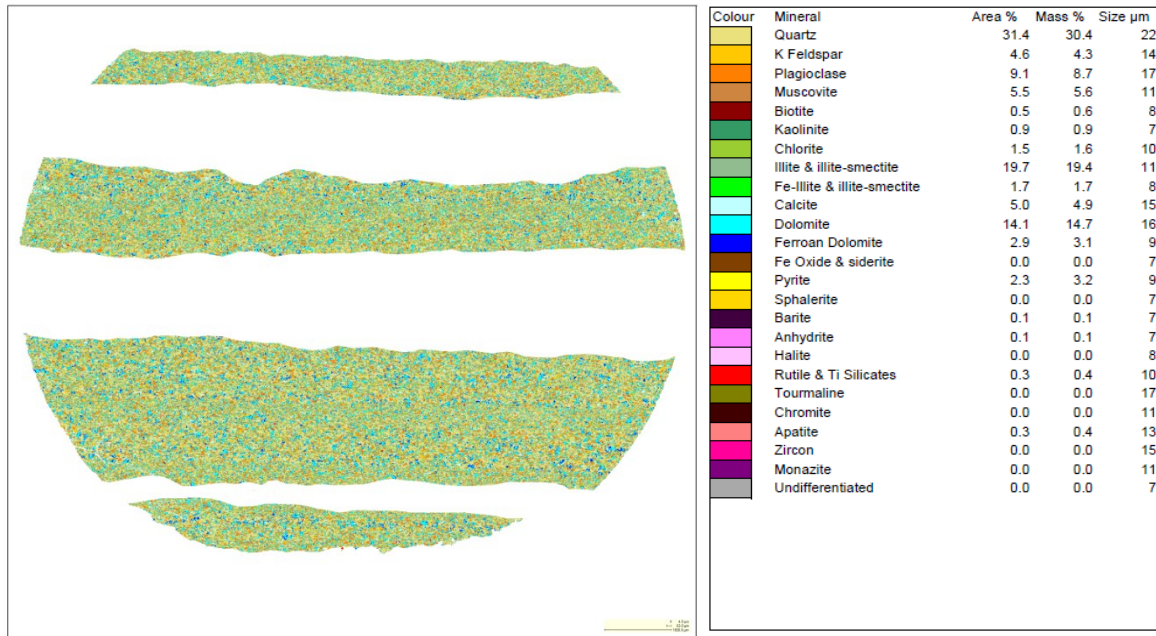 Colour Mineral Area % Mass % Size µm
Quartz 31.4 30.4 22
K Feldspar 4.6 4.3 14
Plagioclase 9.1 8.7 17
Muscovite 5.5 5.6 11
Biotite 0.5 0.6 8
Kaolinite 0.9 0.9 7
Chlorite 1.5 1.6 10
Illite & illite-smectite 19.7 19.4 11
Fe-Illite & illite-smectite 1.7 1.7 8
Calcite 5.0 4.9 15
Dolomite 14.1 14.7 16
Ferroan Dolomite 2.9 3.1 9
Fe Oxide & siderite 0.0 0.0 7
Pyrite 2.3 3.2 9
Sphalerite 0.0 0.0 7
Barite 0.1 0.1 7
Anhydrite 0.1 0.1 7
Halite 0.0 0.0 8
Rutile & Ti Silicates 0.3 0.4 10
Tourmaline 0.0 0.0 17
Chromite 0.0 0.0 11
Apatite 0.3 0.4 13
Zircon 0.0 0.0 15
Monazite 0.0 0.0 11
Undifferentiated 0.0 0.0 7